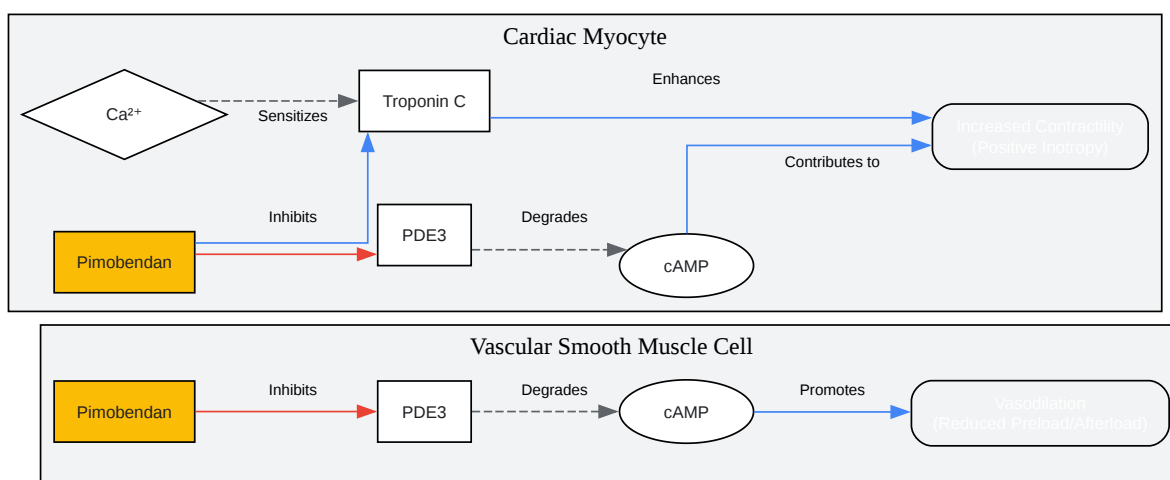 Cardiac Myocyte
Ca²⁺
Sensitizes
Troponin C
Enhances
Increased Contractility
(Positive Inotropy)
Contributes to
Pimobendan
Inhibits
PDE3
Degrades
cAMP
Vascular Smooth Muscle Cell
Pimobendan
Inhibits
PDE3
Degrades
cAMP
Promotes
Vasodilation
(Reduced Preload/Afterload)